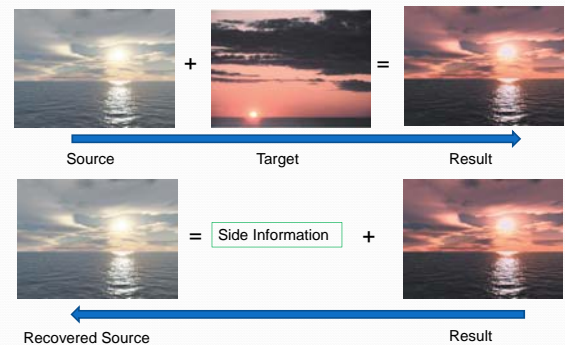 + =
Source Target Result
= Side Information +
Recovered Source Result